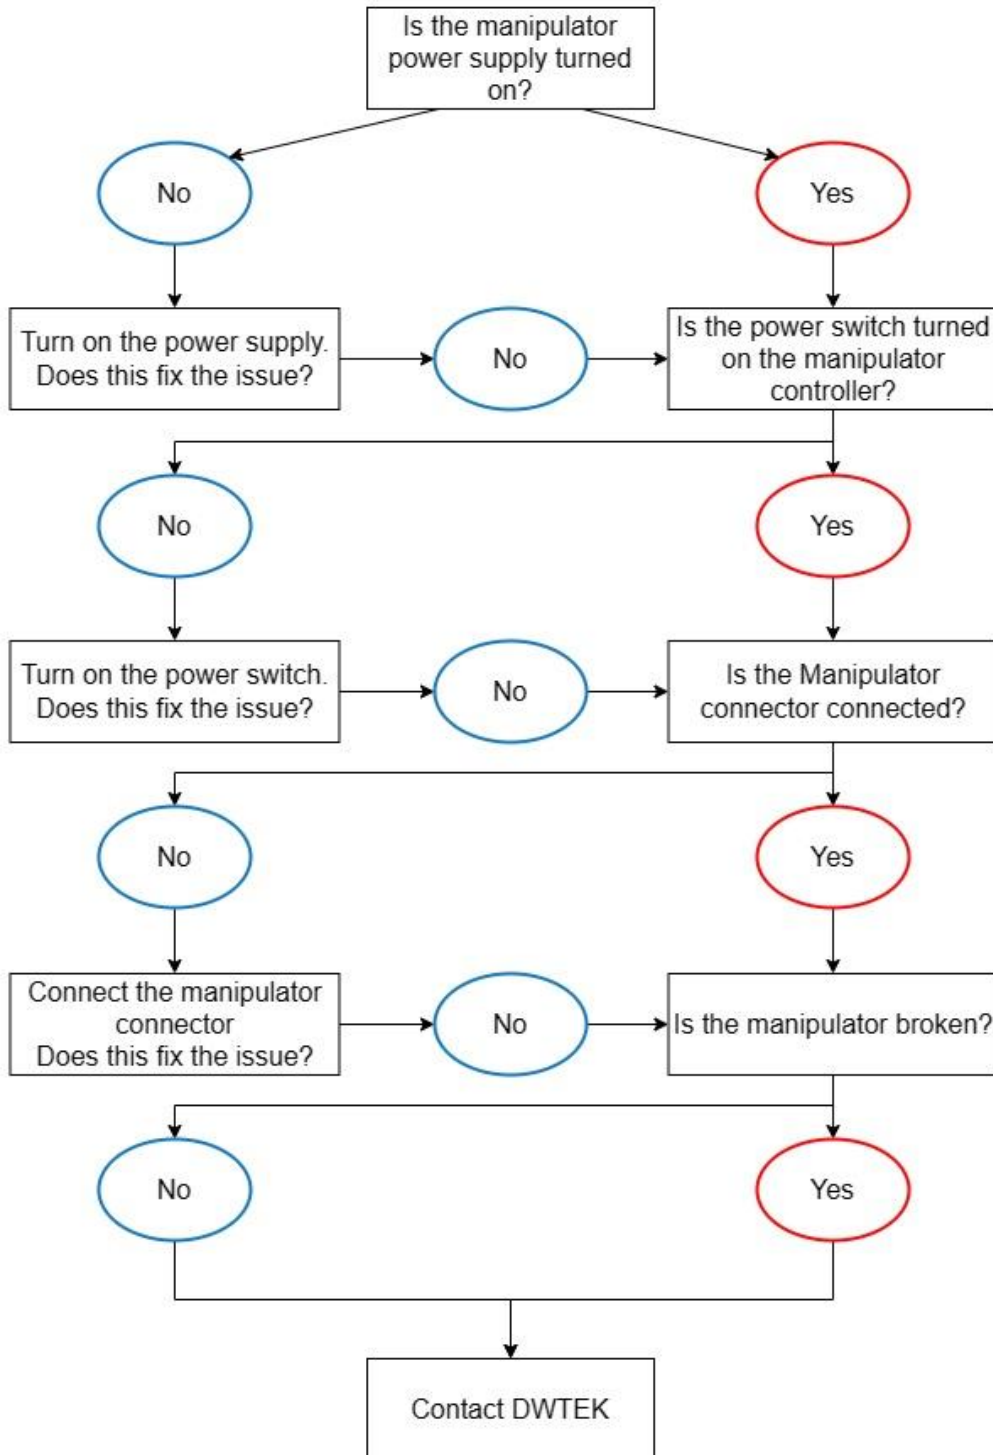 Is the manipulator
power supply turned
on?
No
Yes
Turn on the power supply.
Does this fix the issue?
No
Is the power switch turned
on the manipulator
controller?
No
Yes
Turn on the power switch.
Does this fix the issue?
No
Is the Manipulator
connector connected?
No
Yes
Connect the manipulator
connector
Does this fix the issue?
No
Is the manipulator broken?
No
Yes
Contact DWTEK